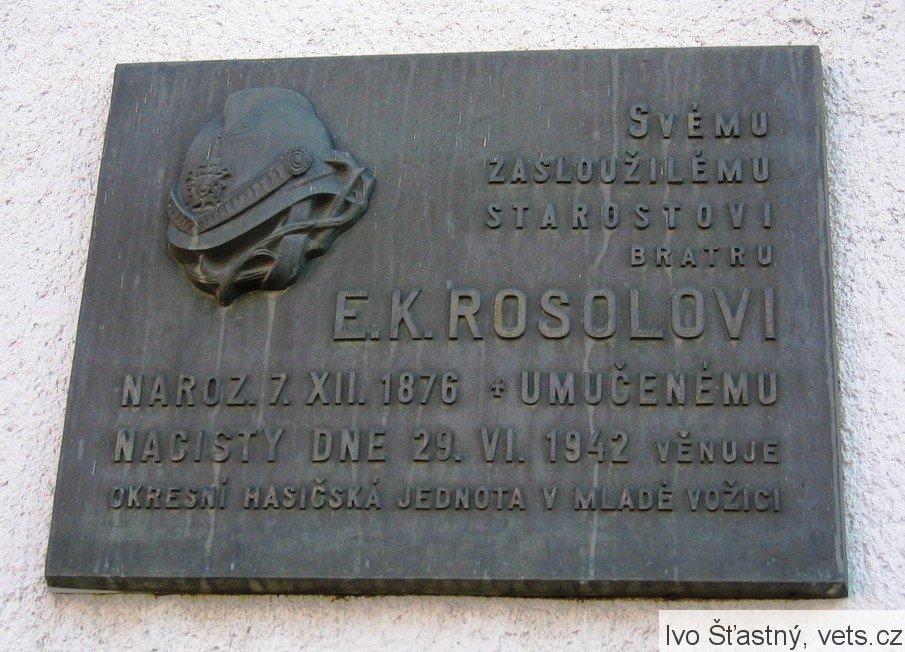 SVÉMU
ZASLOUŽILÉMU
STAROSTOVI
BRATRU
E.K. ROSOLOVI
NAROZ. 7. XII. 1876 ✝ UMUČENÉMU
NACISTY DNE 29. VI. 1942 VĚNUJE
OKRESNÍ HASIČSKÁ JEDNOTA V MLADÉ VOŽICI
Ivo Šťastný, vets.cz